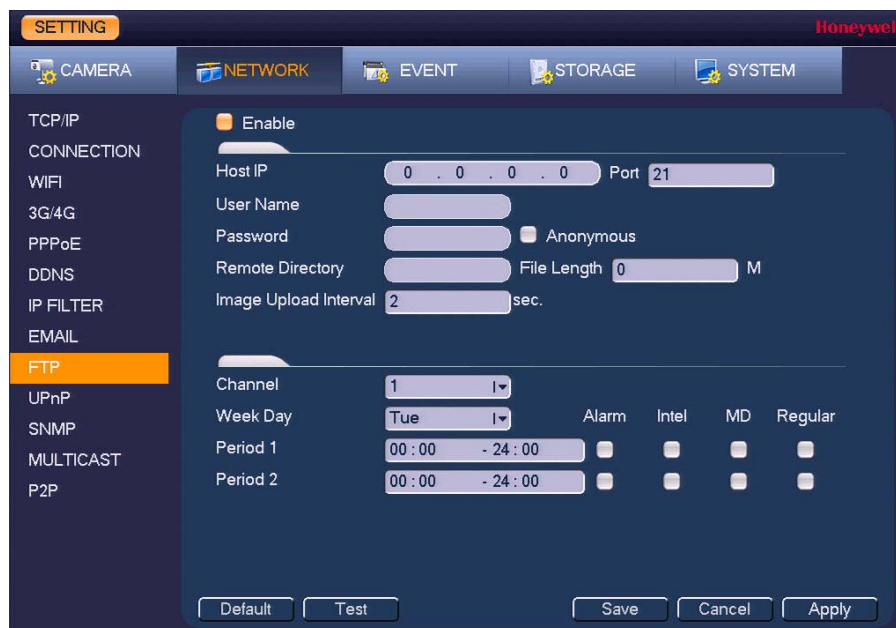 SETTING
Honeywell
CAMERA NETWORK EVENT STORAGE SYSTEM
TCP/IP
CONNECTION
WIFI
3G/4G
PPPoE
DDNS
IP FILTER
EMAIL
FTP
UPnP
SNMP
MULTICAST
P2P
Enable
Host IP 0 . 0 . 0 . 0 Port 21
User Name
Password Anonymous
Remote Directory File Length 0 M
Image Upload Interval 2 sec.
Channel 1
Week Day Tue Alarm Intel MD Regular
Period 1 00 : 00 - 24 : 00
Period 2 00 : 00 - 24 : 00
Default Test Save Cancel Apply